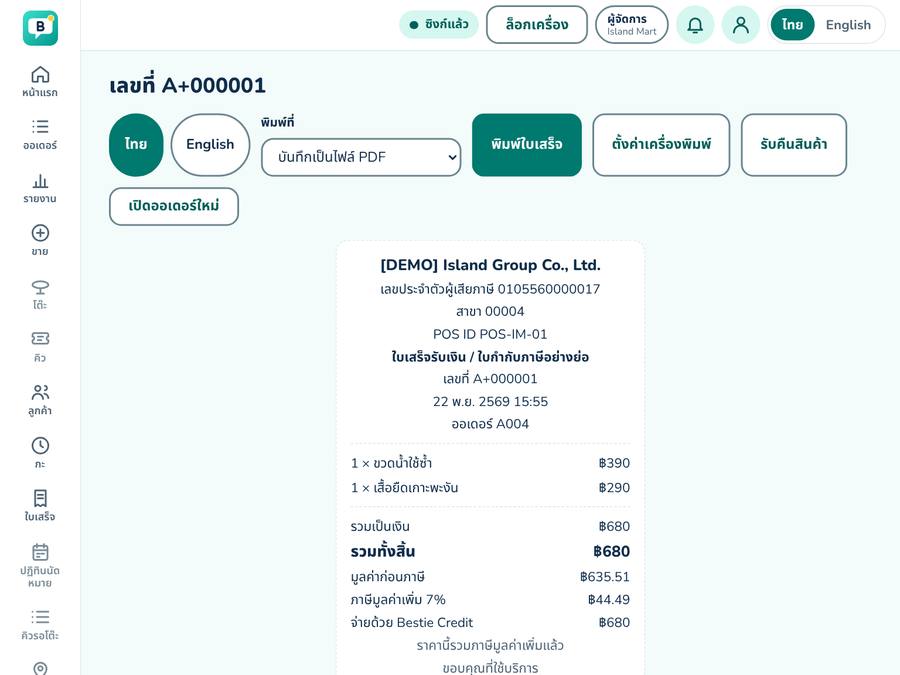 B
ซิงก์แล้ว
ล็อกเครื่อง
ผู้จัดการ
Island Mart
ไทย
English
หน้าแรก
ออเดอร์
รายงาน
ขาย
โต๊ะ
คิว
ลูกค้า
กะ
ใบเสร็จ
ปฏิทินนัด
หมาย
คิวรอโต๊ะ
เลขที่ A+000001
ไทย
English
พิมพ์ที่
บันทึกเป็นไฟล์ PDF
พิมพ์ใบเสร็จ
ตั้งค่าเครื่องพิมพ์
รับคืนสินค้า
เปิดออเดอร์ใหม่
[DEMO] Island Group Co., Ltd.
เลขประจำตัวผู้เสียภาษี 0105560000017
สาขา 00004
POS ID POS-IM-01
ใบเสร็จรับเงิน / ใบกำกับภาษีอย่างย่อ
เลขที่ A+000001
22 พ.ย. 2569 15:55
ออเดอร์ A004
1 × ขวดน้ำใช้ซ้ำ ฿390
1 × เสื้อยืดเกาะพะงัน ฿290
รวมเป็นเงิน ฿680
รวมทั้งสิ้น ฿680
มูลค่าก่อนภาษี ฿635.51
ภาษีมูลค่าเพิ่ม 7% ฿44.49
จ่ายด้วย Bestie Credit ฿680
ราคานี้รวมภาษีมูลค่าเพิ่มแล้ว
ขอบคุณที่ใช้บริการ